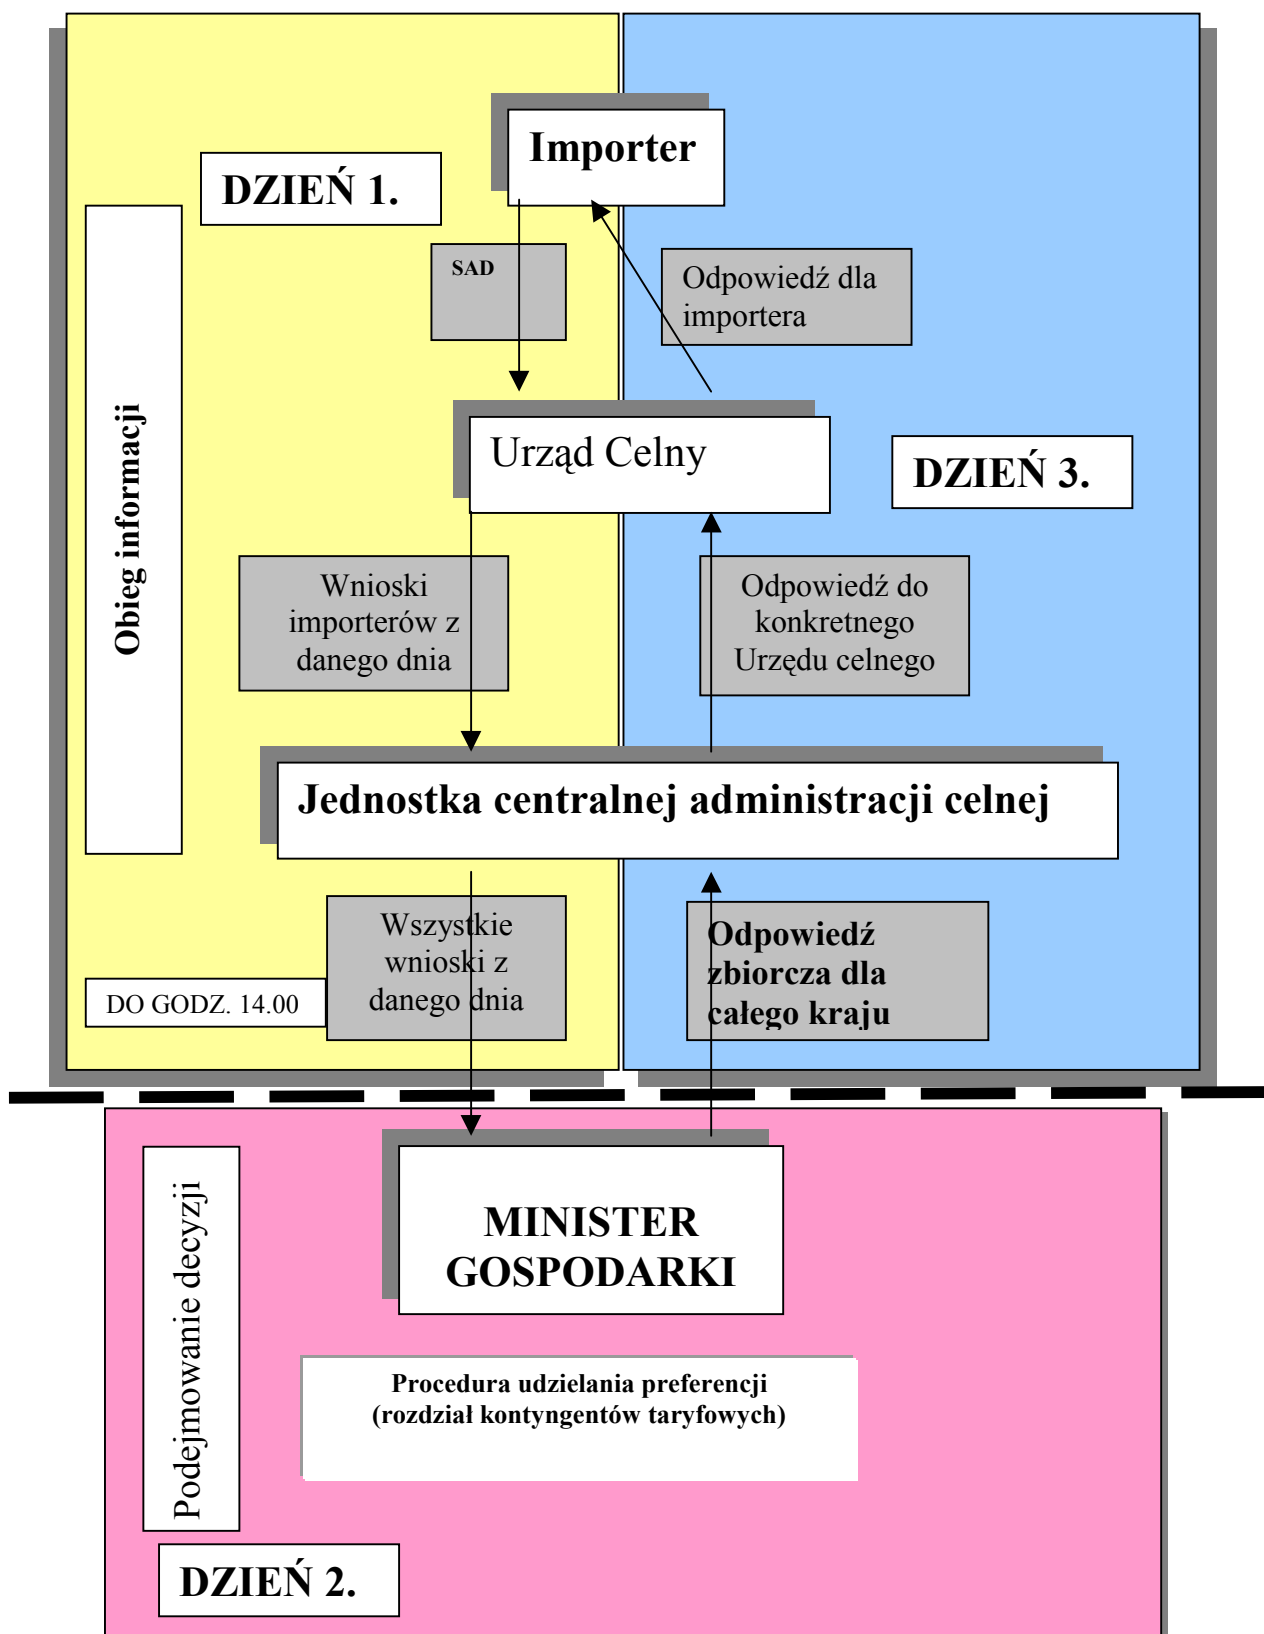 Importer
DZIEŃ 1.
SAD
Odpowiedź dla
importera
Obieg informacji
Urząd Celny
DZIEŃ 3.
Wnioski
importerów z
danego dnia
Odpowiedź do
konkretnego
Urzędu celnego
Jednostka centralnej administracji celnej
Wszystkie
wnioski z
danego dnia
DO GODZ. 14.00
Odpowiedź
zbiorcza dla
całego kraju
MINISTER
GOSPODARKI
Podejmowanie decyzji
Procedura udzielania preferencji
(rozdział kontyngentów taryfowych)
DZIEŃ 2.